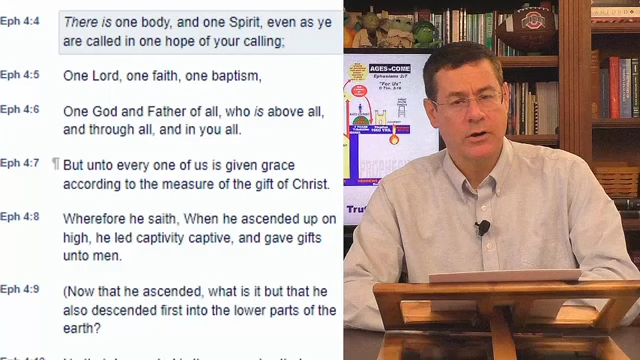 Eph 4:4 There is one body, and one Spirit, even as ye
are called in one hope of your calling;
Eph 4:5 One Lord, one faith, one baptism,
Eph 4:6 One God and Father of all, who is above all,
and through all, and in you all.
Eph 4:7 ¶ But unto every one of us is given grace
according to the measure of the gift of Christ.
Eph 4:8 Wherefore he saith, When he ascended up on
high, he led captivity captive, and gave gifts
unto men.
Eph 4:9 (Now that he ascended, what is it but that he
also descended first into the lower parts of the
earth?
AGES to COME
Ephesians 2:7
"For Us"